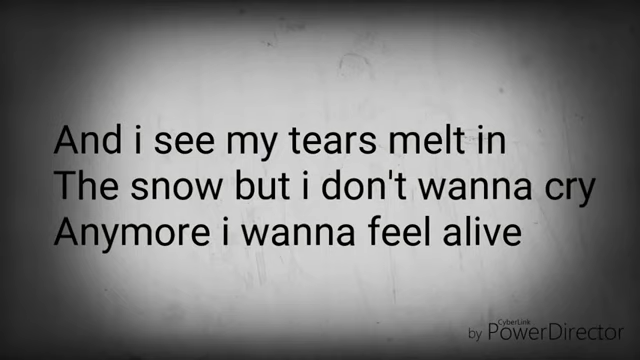 And i see my tears melt in
The snow but i don't wanna cry
Anymore i wanna feel alive
CyberLink
by PowerDirector